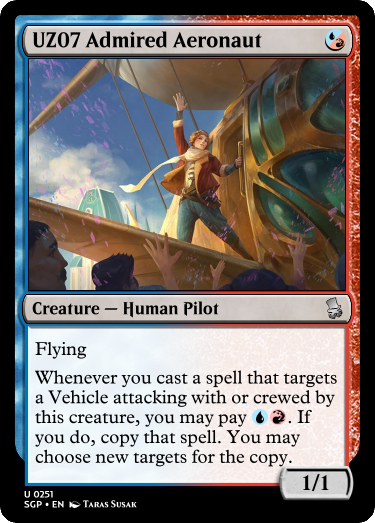 UZ07 Admired Aeronaut
Creature — Human Pilot
Flying
Whenever you cast a spell that targets
a Vehicle attacking with or crewed by
this creature, you may pay . If
you do, copy that spell. You may
choose new targets for the copy.
1/1
U 0251
SGP • EN Taras Susak